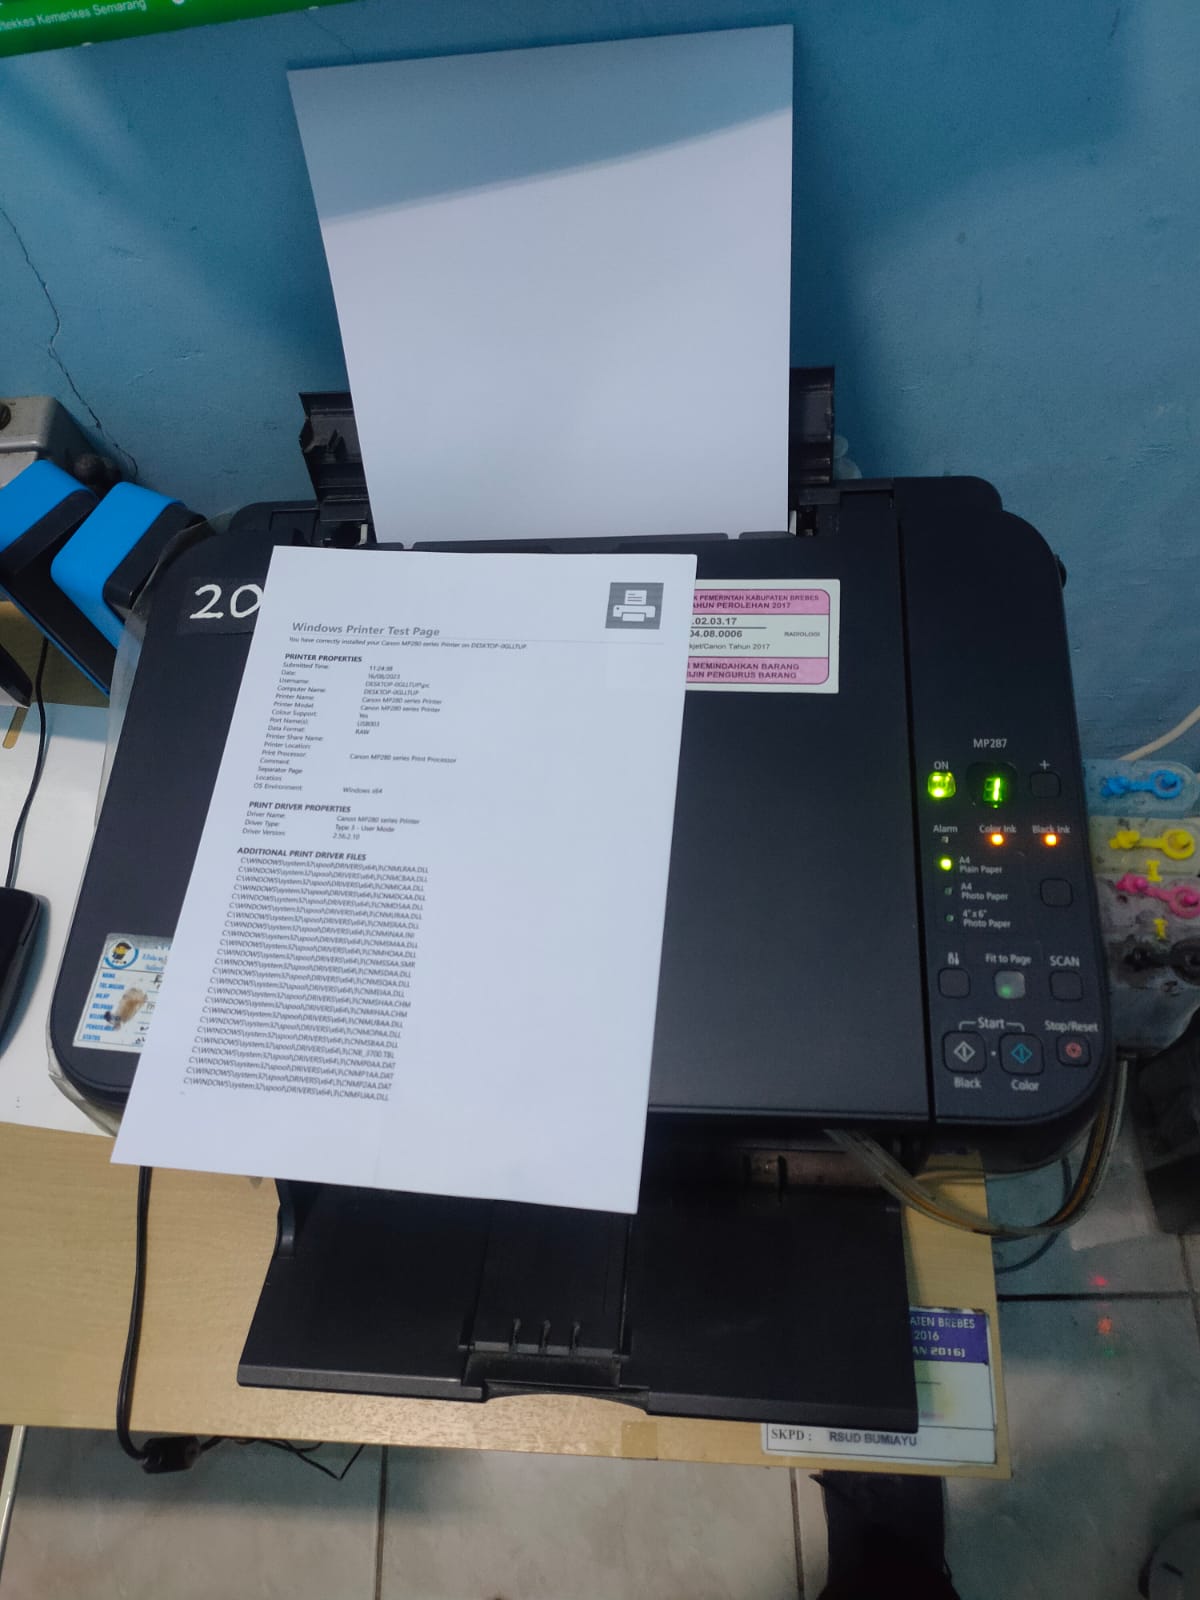 ltekkes Kemenkes Semarang
20
K PEMERINTAH KABUPATEN BREBES
AHUN PEROLEHAN 2017
.02.03.17
04.08.0006 RADIOLOGI
kjet/Canon Tahun 2017
MEMINDAHKAN BARANG
IJIN PENGURUS BARANG
Windows Printer Test Page
You have correctly installed your Canon MP280 series Printer on DESKTOP-0GLLTUP.
PRINTER PROPERTIES
Submitted Time: 11:24:38
Date: 16/08/2023
Username: DESKTOP-0GLLTUP\pc
Computer Name: DESKTOP-0GLLTUP
Printer Name: Canon MP280 series Printer
Printer Model: Canon MP280 series Printer
Colour Support: Yes
Port Name(s): USB003
Data Format: RAW
Printer Share Name:
Printer Location:
Print Processor: Canon MP280 series Print Processor
Comment:
Separator Page
Location:
OS Environment: Windows x64
PRINT DRIVER PROPERTIES
Driver Name: Canon MP280 series Printer
Driver Type: Type 3 - User Mode
Driver Version: 2.56.2.10
ADDITIONAL PRINT DRIVER FILES
C:\WINDOWS\system32\spool\DRIVERS\x64\3\CNMLRAA.DLL
C:\WINDOWS\system32\spool\DRIVERS\x64\3\CNMCBAA.DLL
C:\WINDOWS\system32\spool\DRIVERS\x64\3\CNMICAA.DLL
C:\WINDOWS\system32\spool\DRIVERS\x64\3\CNMDCAA.DLL
C:\WINDOWS\system32\spool\DRIVERS\x64\3\CNMD5AA.DLL
C:\WINDOWS\system32\spool\DRIVERS\x64\3\CNMURAA.DLL
C:\WINDOWS\system32\spool\DRIVERS\x64\3\CNMSRAA.DLL
C:\WINDOWS\system32\spool\DRIVERS\x64\3\CNMINAA.INI
C:\WINDOWS\system32\spool\DRIVERS\x64\3\CNMSMAA.DLL
C:\WINDOWS\system32\spool\DRIVERS\x64\3\CNMHOAA.DLL
C:\WINDOWS\system32\spool\DRIVERS\x64\3\CNMSSAA.SMR
C:\WINDOWS\system32\spool\DRIVERS\x64\3\CNMSDAA.DLL
C:\WINDOWS\system32\spool\DRIVERS\x64\3\CNMSQAA.DLL
C:\WINDOWS\system32\spool\DRIVERS\x64\3\CNMSIAA.DLL
C:\WINDOWS\system32\spool\DRIVERS\x64\3\CNMSHAA.CHM
C:\WINDOWS\system32\spool\DRIVERS\x64\3\CNMIHAA.CHM
C:\WINDOWS\system32\spool\DRIVERS\x64\3\CNMUBAA.DLL
C:\WINDOWS\system32\spool\DRIVERS\x64\3\CNMOPAA.DLL
C:\WINDOWS\system32\spool\DRIVERS\x64\3\CNMSBAA.DLL
C:\WINDOWS\system32\spool\DRIVERS\x64\3\CNB_3700.TBL
C:\WINDOWS\system32\spool\DRIVERS\x64\3\CNMP0AA.DAT
C:\WINDOWS\system32\spool\DRIVERS\x64\3\CNMP1AA.DAT
C:\WINDOWS\system32\spool\DRIVERS\x64\3\CNMP2AA.DAT
C:\WINDOWS\system32\spool\DRIVERS\x64\3\CNMFUAA.DLL
MP287
ON
1
+
Alarm Color Ink Black Ink
A4
Plain Paper
A4
Photo Paper
4" x 6"
Photo Paper
Fit to Page SCAN
Start Stop/Reset
Black Color
NAMA
STATUS
ATEN BREBES
2016
AN 2016)
SKPD : RSUD BUMIAYU